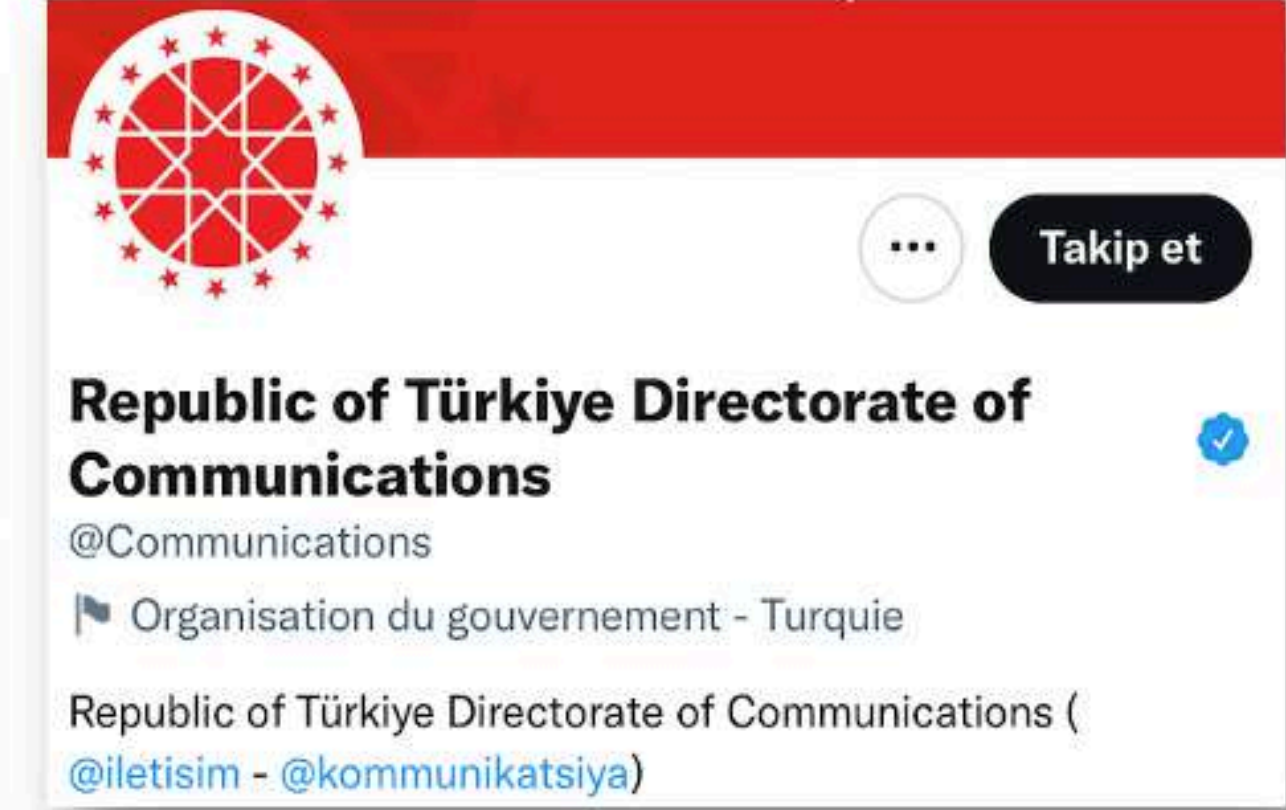 Takip et
Republic of Türkiye Directorate of
Communications
@Communications
Organisation du gouvernement - Turquie
Republic of Türkiye Directorate of Communications (
@iletisim - @kommunikatsiya)